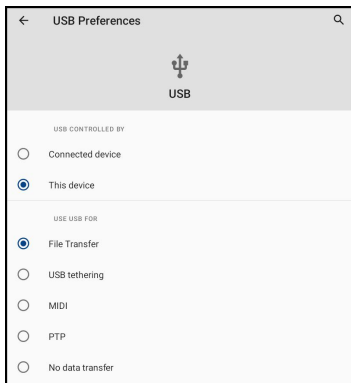 USB Preferences
USB
USB CONTROLLED BY
Connected device
This device
USE USB FOR
File Transfer
USB tethering
MIDI
PTP
No data transfer